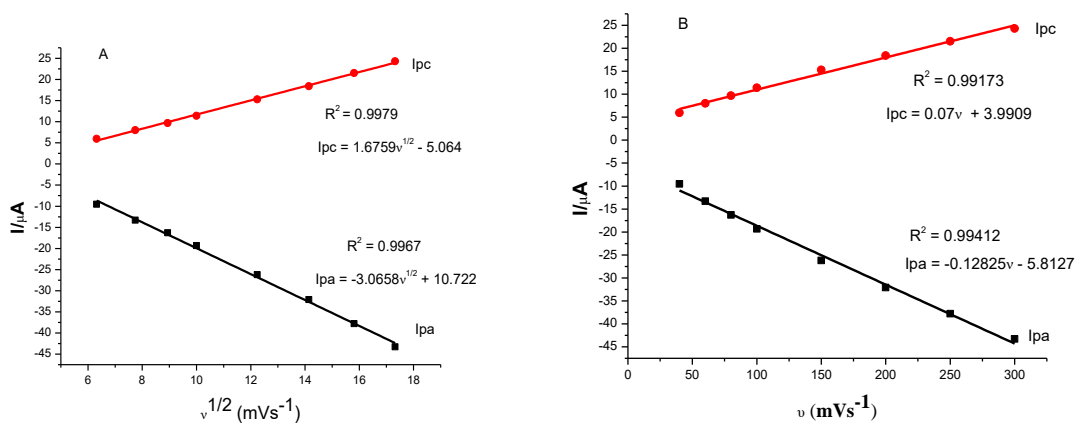 A
25
20
15
10
5
0
-5
-10
-15
-20
-25
-30
-35
-40
-45
I/μA
Ipc
R² = 0.9979
Ipc = 1.6759ν^1/2 - 5.064
R² = 0.9967
Ipa = -3.0658ν^1/2 + 10.722
Ipa
6 8 10 12 14 16 18
ν^1/2 (mVs⁻¹)
B
25
20
15
10
5
0
-5
-10
-15
-20
-25
-30
-35
-40
-45
I/μA
Ipc
R² = 0.99173
Ipc = 0.07ν + 3.9909
R² = 0.99412
Ipa = -0.12825ν - 5.8127
Ipa
0 50 100 150 200 250 300
υ (mVs⁻¹)